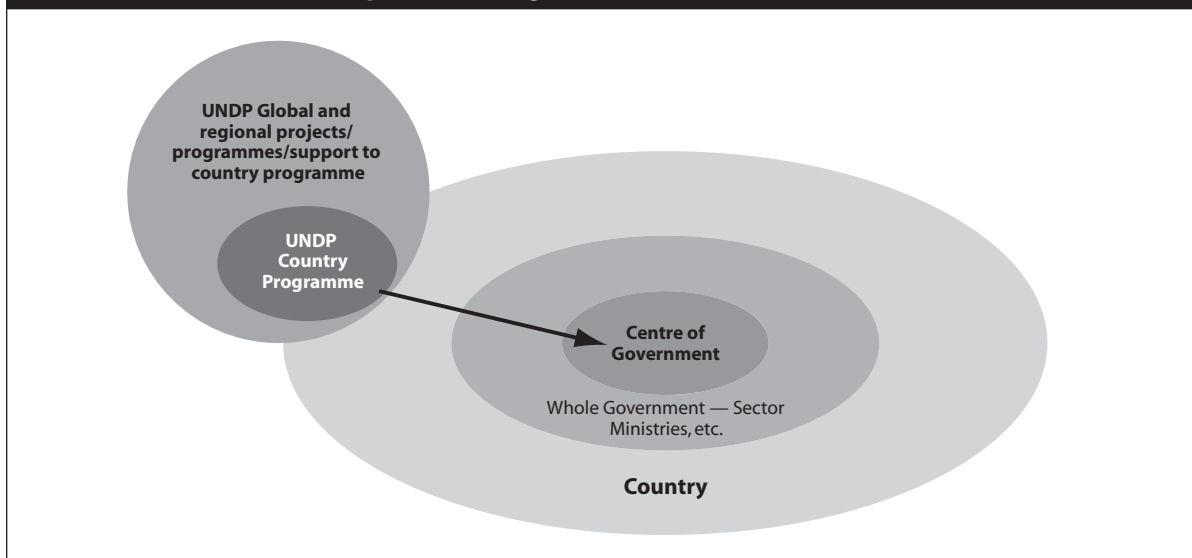 UNDP Global and
regional projects/
programmes/support to
country programme
UNDP
Country
Programme
Centre of
Government
Whole Government — Sector
Ministries, etc.
Country